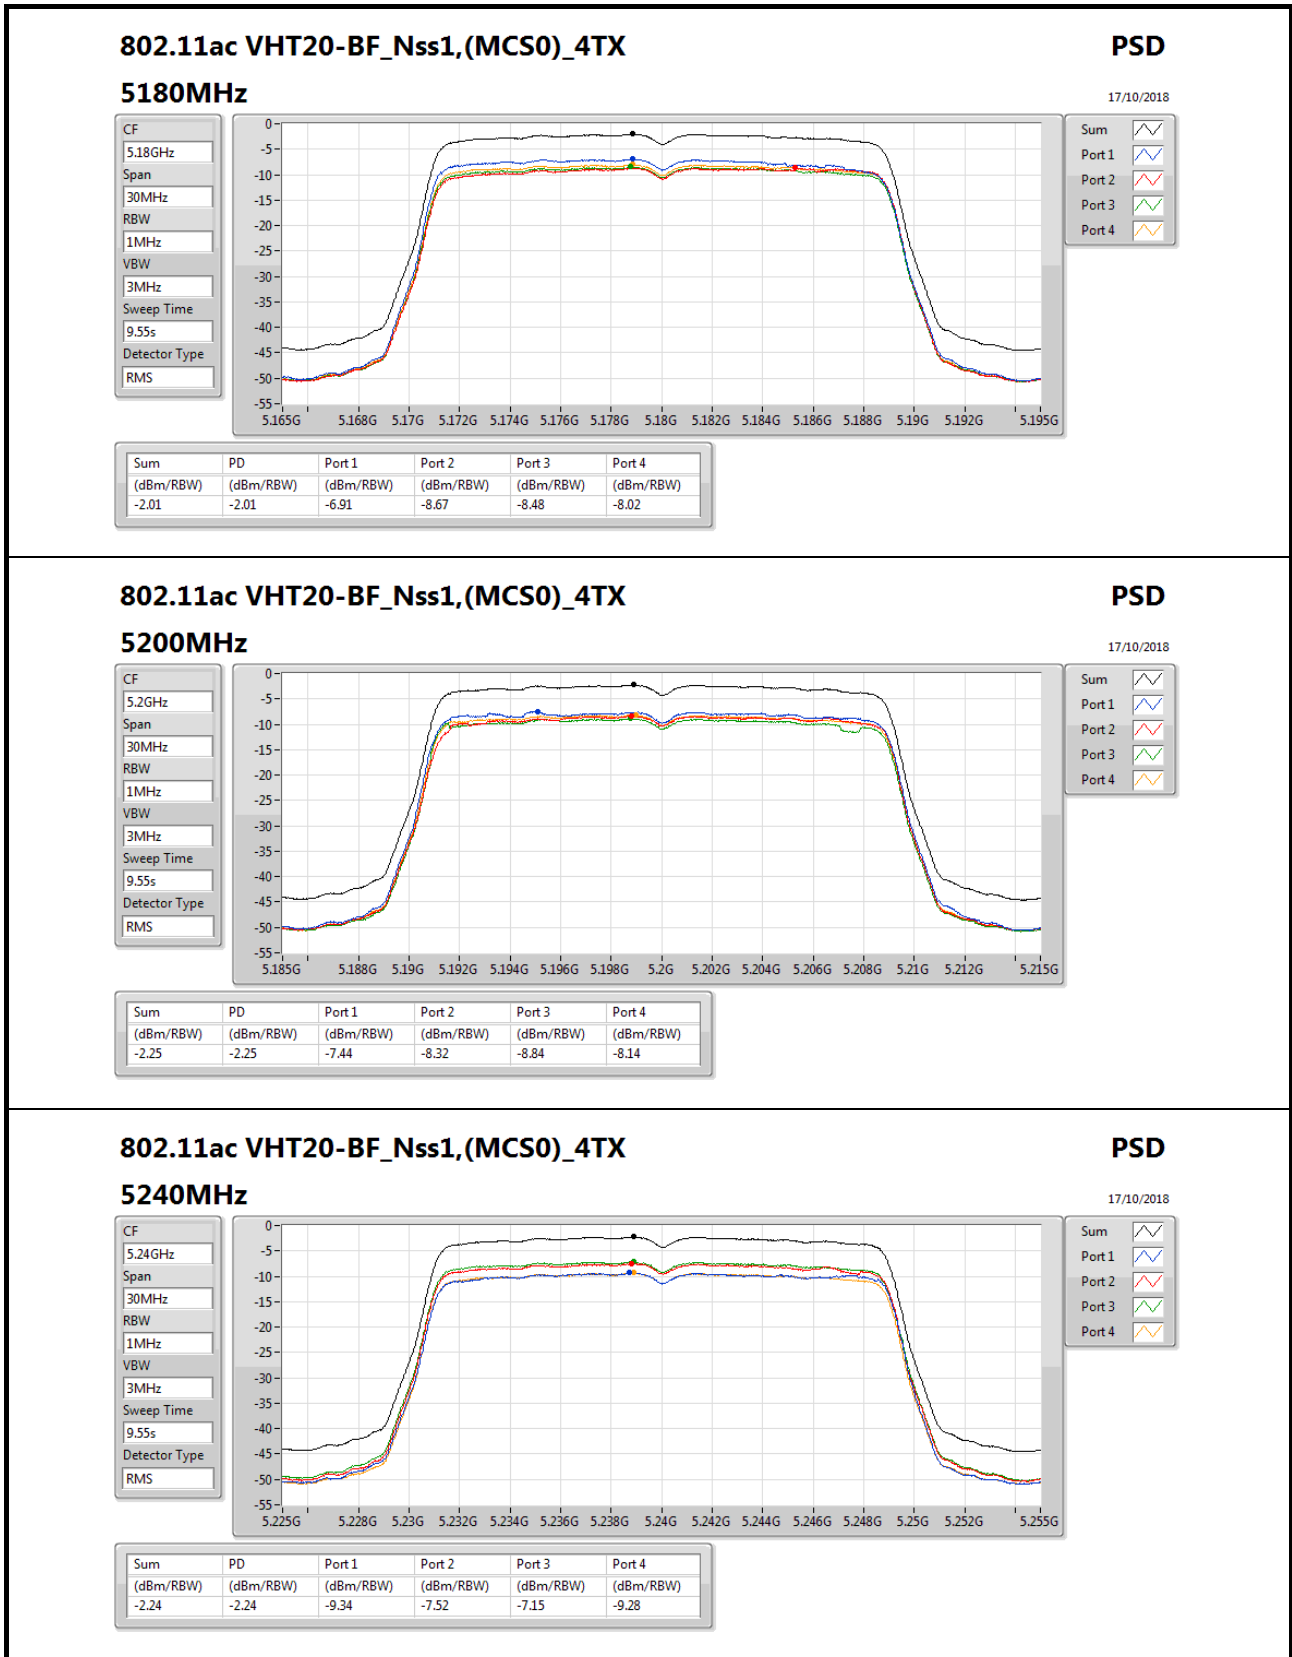 802.11ac VHT20-BF_Nss1,(MCS0)_4TX PSD
5180MHz 17/10/2018
CF
5.18GHz
Span
30MHz
RBW
1MHz
VBW
3MHz
Sweep Time
9.55s
Detector Type
RMS
0
-5
-10
-15
-20
-25
-30
-35
-40
-45
-50
-55
5.165G 5.168G 5.17G 5.172G 5.174G 5.176G 5.178G 5.18G 5.182G 5.184G 5.186G 5.188G 5.19G 5.192G 5.195G
Sum
Port 1
Port 2
Port 3
Port 4
Sum PD Port 1 Port 2 Port 3 Port 4
(dBm/RBW) (dBm/RBW) (dBm/RBW) (dBm/RBW) (dBm/RBW) (dBm/RBW)
-2.01 -2.01 -6.91 -8.67 -8.48 -8.02
802.11ac VHT20-BF_Nss1,(MCS0)_4TX PSD
5200MHz 17/10/2018
CF
5.2GHz
Span
30MHz
RBW
1MHz
VBW
3MHz
Sweep Time
9.55s
Detector Type
RMS
0
-5
-10
-15
-20
-25
-30
-35
-40
-45
-50
-55
5.185G 5.188G 5.19G 5.192G 5.194G 5.196G 5.198G 5.2G 5.202G 5.204G 5.206G 5.208G 5.21G 5.212G 5.215G
Sum
Port 1
Port 2
Port 3
Port 4
Sum PD Port 1 Port 2 Port 3 Port 4
(dBm/RBW) (dBm/RBW) (dBm/RBW) (dBm/RBW) (dBm/RBW) (dBm/RBW)
-2.25 -2.25 -7.44 -8.32 -8.84 -8.14
802.11ac VHT20-BF_Nss1,(MCS0)_4TX PSD
5240MHz 17/10/2018
CF
5.24GHz
Span
30MHz
RBW
1MHz
VBW
3MHz
Sweep Time
9.55s
Detector Type
RMS
0
-5
-10
-15
-20
-25
-30
-35
-40
-45
-50
-55
5.225G 5.228G 5.23G 5.232G 5.234G 5.236G 5.238G 5.24G 5.242G 5.244G 5.246G 5.248G 5.25G 5.252G 5.255G
Sum
Port 1
Port 2
Port 3
Port 4
Sum PD Port 1 Port 2 Port 3 Port 4
(dBm/RBW) (dBm/RBW) (dBm/RBW) (dBm/RBW) (dBm/RBW) (dBm/RBW)
-2.24 -2.24 -9.34 -7.52 -7.15 -9.28